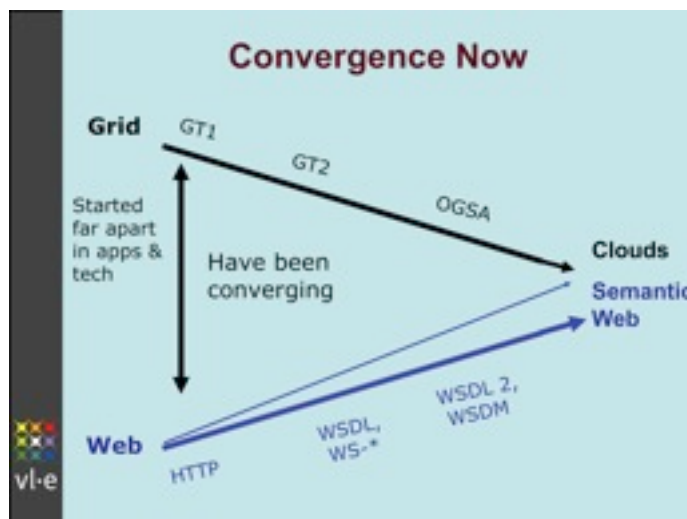 Convergence Now
Grid
GT1
GT2
OGSA
Started
far apart
in apps &
tech
Have been
converging
Clouds
Semantic
Web
Web
HTTP
WSDL,
WS-*
WSDL 2,
WSDM
vl·e